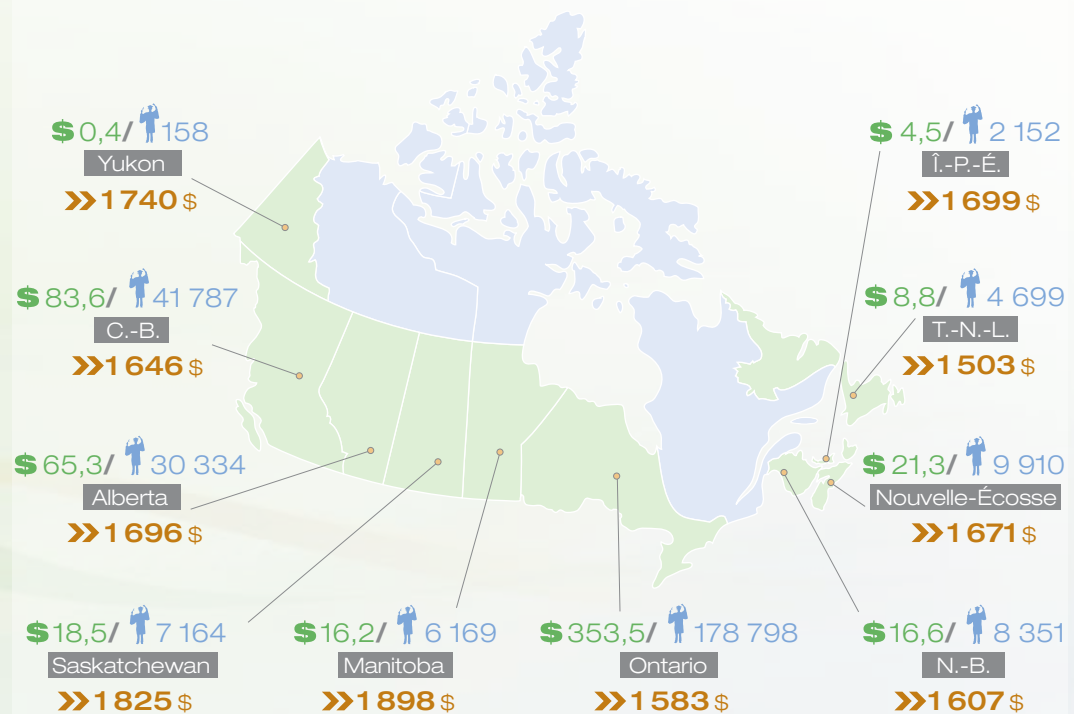 $ 0,4/ 158
Yukon
>> 1 740 $
$ 4,5/ 2 152
Î.-P.-É.
>> 1 699 $
$ 83,6/ 41 787
C.-B.
>> 1 646 $
$ 8,8/ 4 699
T.-N.-L.
>> 1 503 $
$ 65,3/ 30 334
Alberta
>> 1 696 $
$ 21,3/ 9 910
Nouvelle-Écosse
>> 1 671 $
$ 18,5/ 7 164
Saskatchewan
>> 1 825 $
$ 16,2/ 6 169
Manitoba
>> 1 898 $
$ 353,5/ 178 798
Ontario
>> 1 583 $
$ 16,6/ 8 351
N.-B.
>> 1 607 $